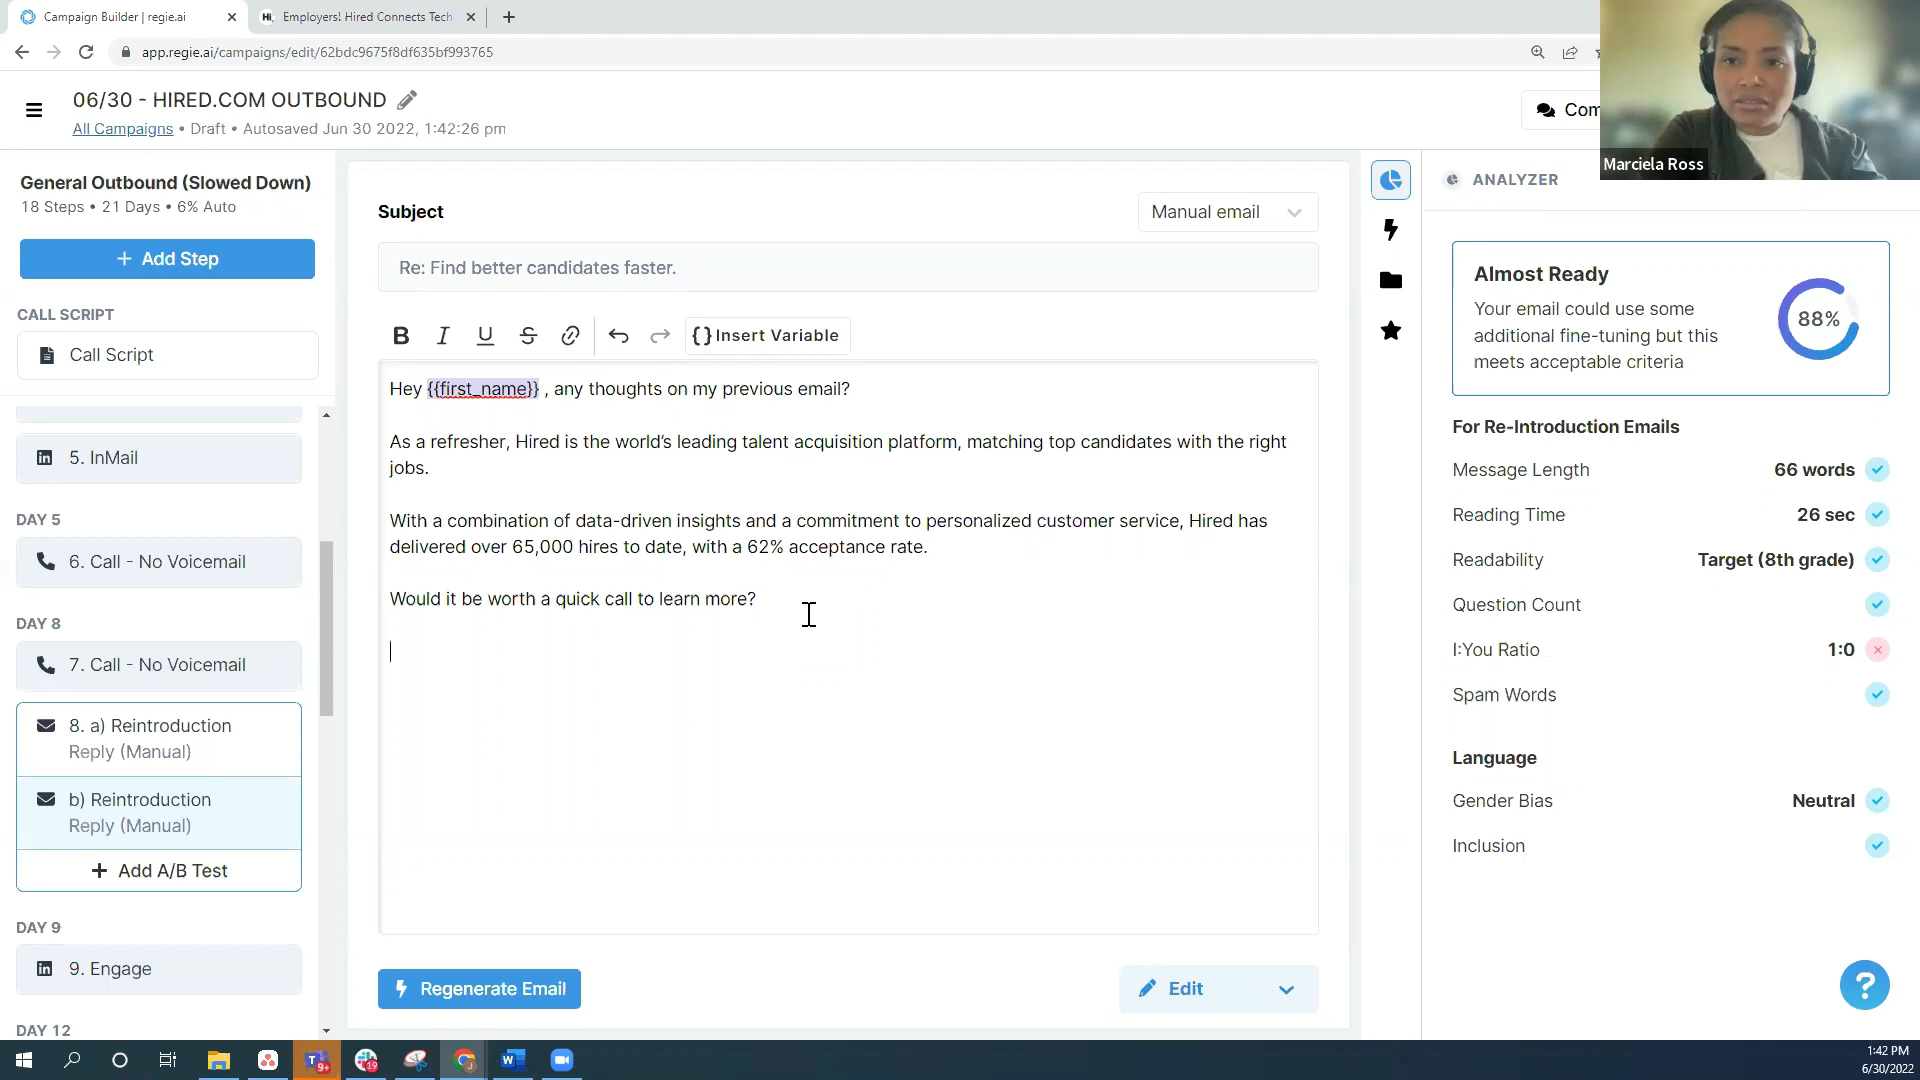 Campaign Builder | regie.ai
Hi. Employers! Hired Connects Tech
app.regie.ai/campaigns/edit/62bdc9675f8df635bf993765
06/30 - HIRED.COM OUTBOUND
All Campaigns • Draft • Autosaved Jun 30 2022, 1:42:26 pm
Com
Marciela Ross
General Outbound (Slowed Down)
18 Steps • 21 Days • 6% Auto
+ Add Step
CALL SCRIPT
Call Script
5. InMail
DAY 5
6. Call - No Voicemail
DAY 8
7. Call - No Voicemail
8. a) Reintroduction
Reply (Manual)
b) Reintroduction
Reply (Manual)
+ Add A/B Test
DAY 9
9. Engage
DAY 12
Subject
Manual email
Re: Find better candidates faster.
B I U S {} Insert Variable
Hey {{first_name}} , any thoughts on my previous email?
As a refresher, Hired is the world’s leading talent acquisition platform, matching top candidates with the right
jobs.
With a combination of data-driven insights and a commitment to personalized customer service, Hired has
delivered over 65,000 hires to date, with a 62% acceptance rate.
Would it be worth a quick call to learn more?
Regenerate Email
Edit
ANALYZER
Almost Ready
Your email could use some
additional fine-tuning but this
meets acceptable criteria
88%
For Re-Introduction Emails
Message Length 66 words
Reading Time 26 sec
Readability Target (8th grade)
Question Count
I:You Ratio 1:0
Spam Words
Language
Gender Bias Neutral
Inclusion
?
9+
19
1:42 PM
6/30/2022